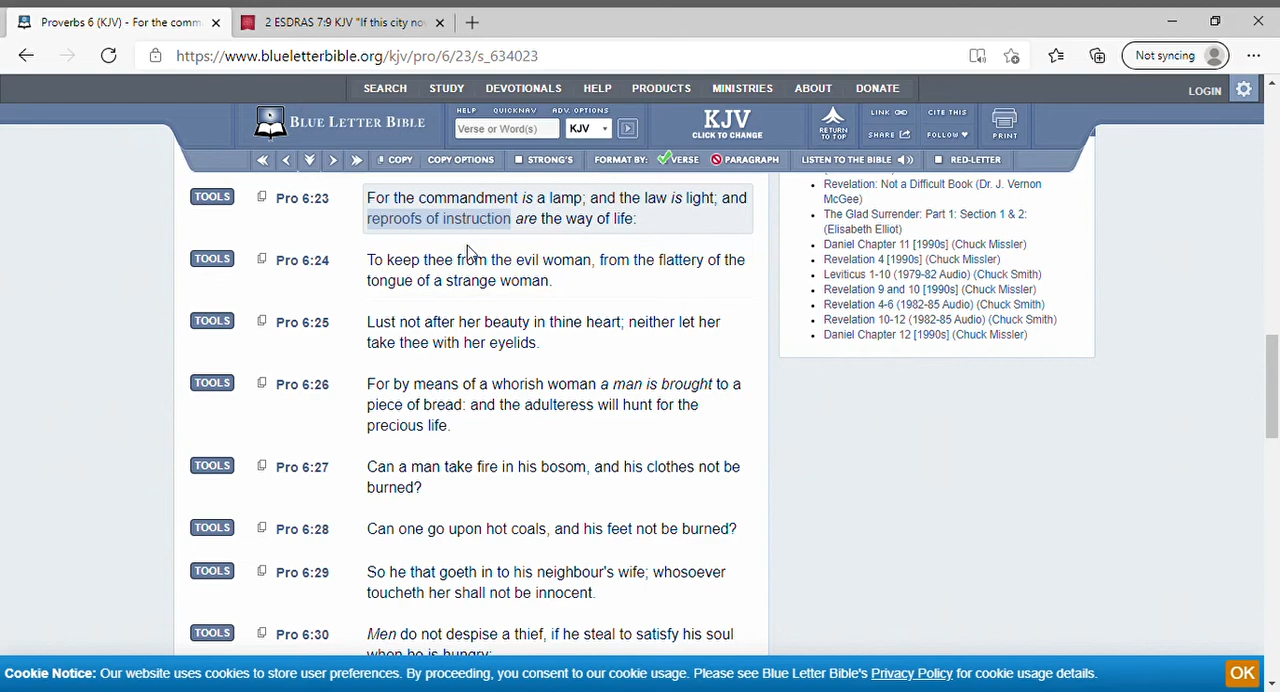 Proverbs 6 (KJV) - For the comm
2 ESDRAS 7:9 KJV "If this city no
https://www.blueletterbible.org/kjv/pro/6/23/s_634023
Not syncing
SEARCH STUDY DEVOTIONALS HELP PRODUCTS MINISTRIES ABOUT DONATE
LOGIN
BLUE LETTER BIBLE
HELP QUICKNAV ADV. OPTIONS
Verse or Word(s) KJV
KJV
CLICK TO CHANGE
RETURN TO TOP
LINK CITE THIS
SHARE FOLLOW
PRINT
COPY COPY OPTIONS STRONG'S FORMAT BY: VERSE PARAGRAPH LISTEN TO THE BIBLE RED-LETTER
TOOLS Pro 6:23 For the commandment is a lamp; and the law is light; and
reproofs of instruction are the way of life:
TOOLS Pro 6:24 To keep thee from the evil woman, from the flattery of the
tongue of a strange woman.
TOOLS Pro 6:25 Lust not after her beauty in thine heart; neither let her
take thee with her eyelids.
TOOLS Pro 6:26 For by means of a whorish woman a man is brought to a
piece of bread: and the adulteress will hunt for the
precious life.
TOOLS Pro 6:27 Can a man take fire in his bosom, and his clothes not be
burned?
TOOLS Pro 6:28 Can one go upon hot coals, and his feet not be burned?
TOOLS Pro 6:29 So he that goeth in to his neighbour's wife; whosoever
toucheth her shall not be innocent.
TOOLS Pro 6:30 Men do not despise a thief, if he steal to satisfy his soul
when he is hungry;
Revelation: Not a Difficult Book (Dr. J. Vernon
McGee)
The Glad Surrender: Part 1: Section 1 & 2:
(Elisabeth Elliot)
Daniel Chapter 11 [1990s] (Chuck Missler)
Revelation 4 [1990s] (Chuck Missler)
Leviticus 1-10 (1979-82 Audio) (Chuck Smith)
Revelation 9 and 10 [1990s] (Chuck Missler)
Revelation 4-6 (1982-85 Audio) (Chuck Smith)
Revelation 10-12 (1982-85 Audio) (Chuck Smith)
Daniel Chapter 12 [1990s] (Chuck Missler)
Cookie Notice: Our website uses cookies to store user preferences. By proceeding, you consent to our cookie usage. Please see Blue Letter Bible's Privacy Policy for cookie usage details.
OK